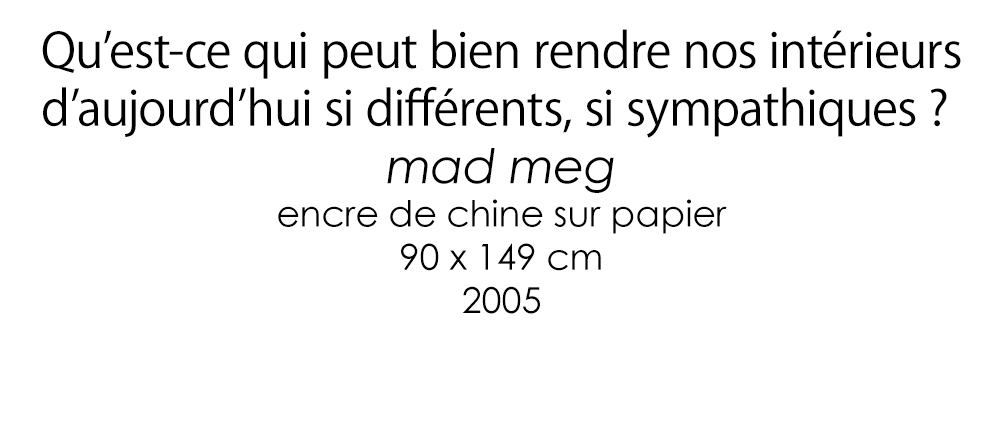 Qu’est-ce qui peut bien rendre nos intérieurs
d’aujourd’hui si différents, si sympathiques ?
mad meg
encre de chine sur papier
90 x 149 cm
2005